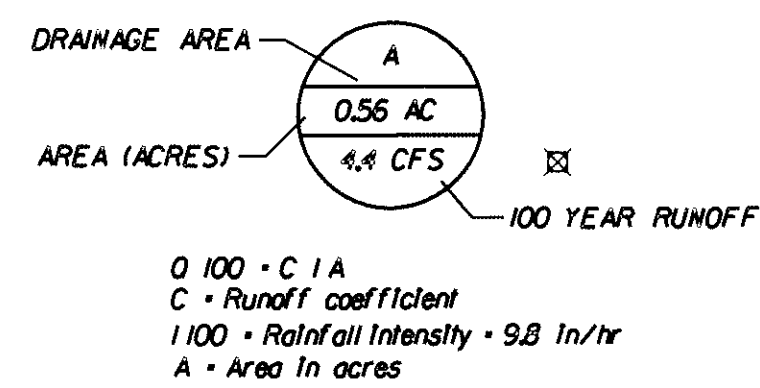 DRAINAGE AREA
A
0.56 AC
AREA (ACRES)
4.4 CFS
100 YEAR RUNOFF
Q 100 = C I A
C = Runoff coefficient
I 100 = Rainfall Intensity = 9.8 in/hr
A = Area in acres